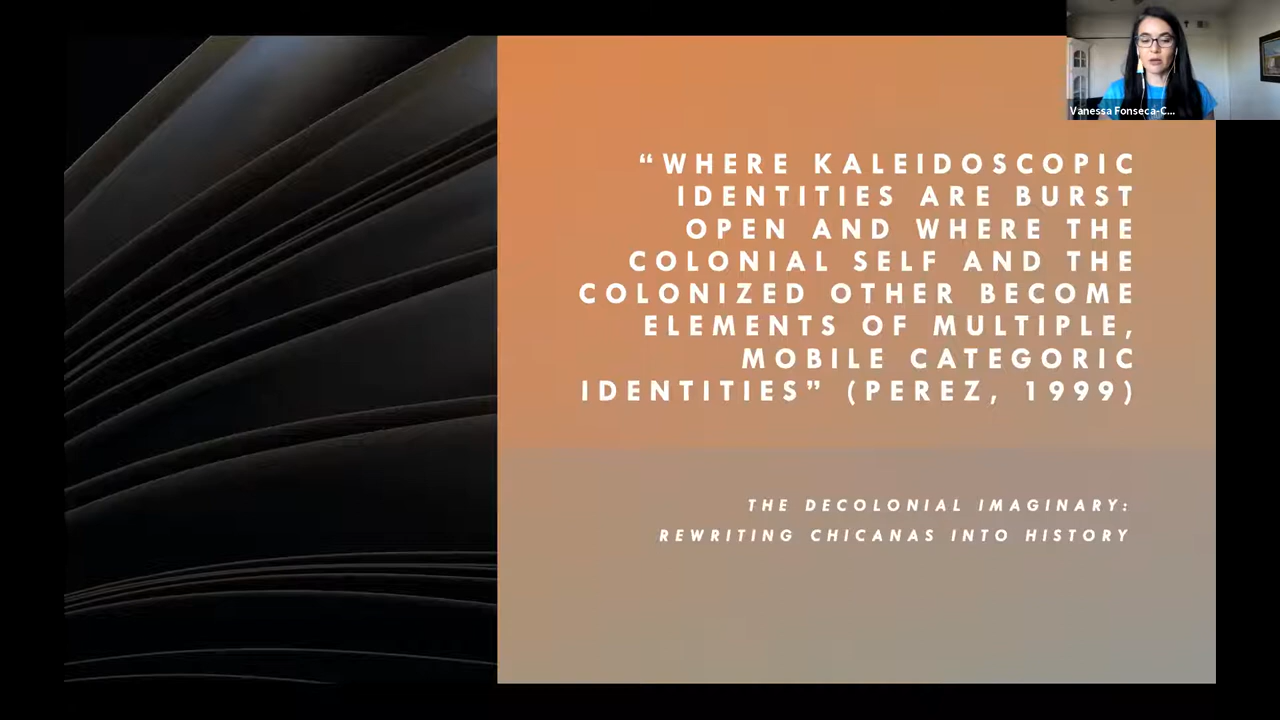 Vanessa Fonseca-C...
“WHERE KALEIDOSCOPIC
IDENTITIES ARE BURST
OPEN AND WHERE THE
COLONIAL SELF AND THE
COLONIZED OTHER BECOME
ELEMENTS OF MULTIPLE,
MOBILE CATEGORIC
IDENTITIES” (PEREZ, 1999)
THE DECOLONIAL IMAGINARY:
REWRITING CHICANAS INTO HISTORY